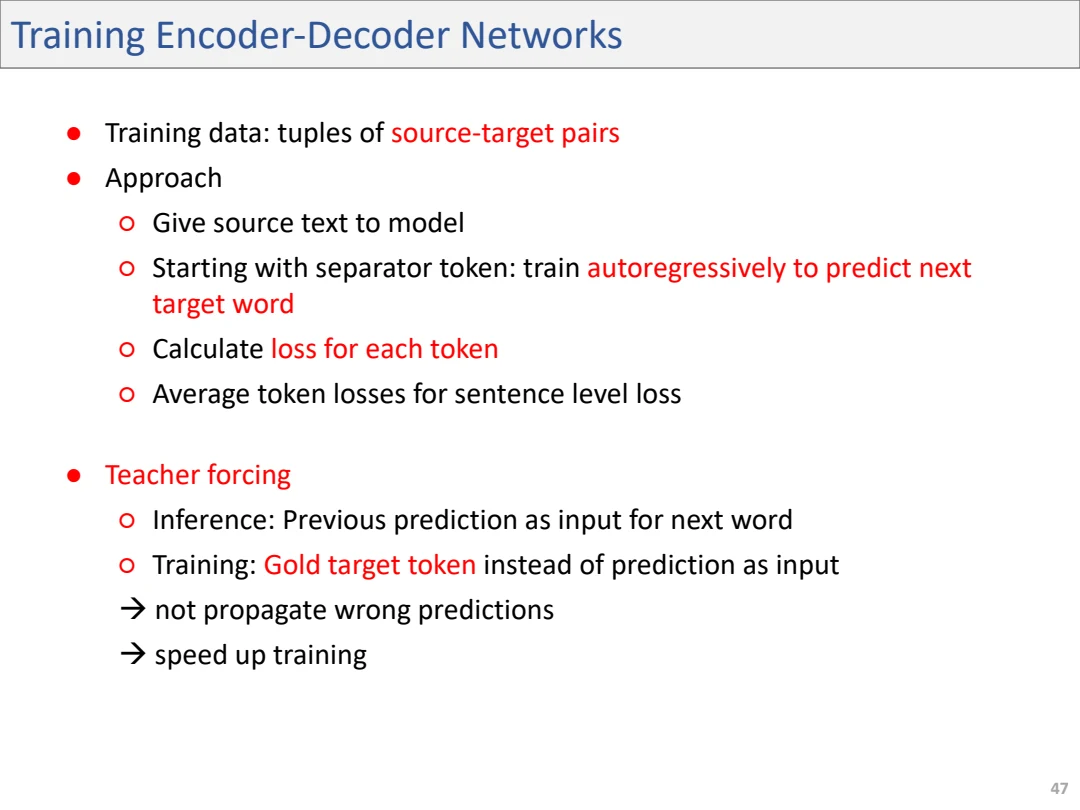 Training Encoder-Decoder Networks
● Training data: tuples of source-target pairs
● Approach
○ Give source text to model
○ Starting with separator token: train autoregressively to predict next
target word
○ Calculate loss for each token
○ Average token losses for sentence level loss
● Teacher forcing
○ Inference: Previous prediction as input for next word
○ Training: Gold target token instead of prediction as input
→ not propagate wrong predictions
→ speed up training
47